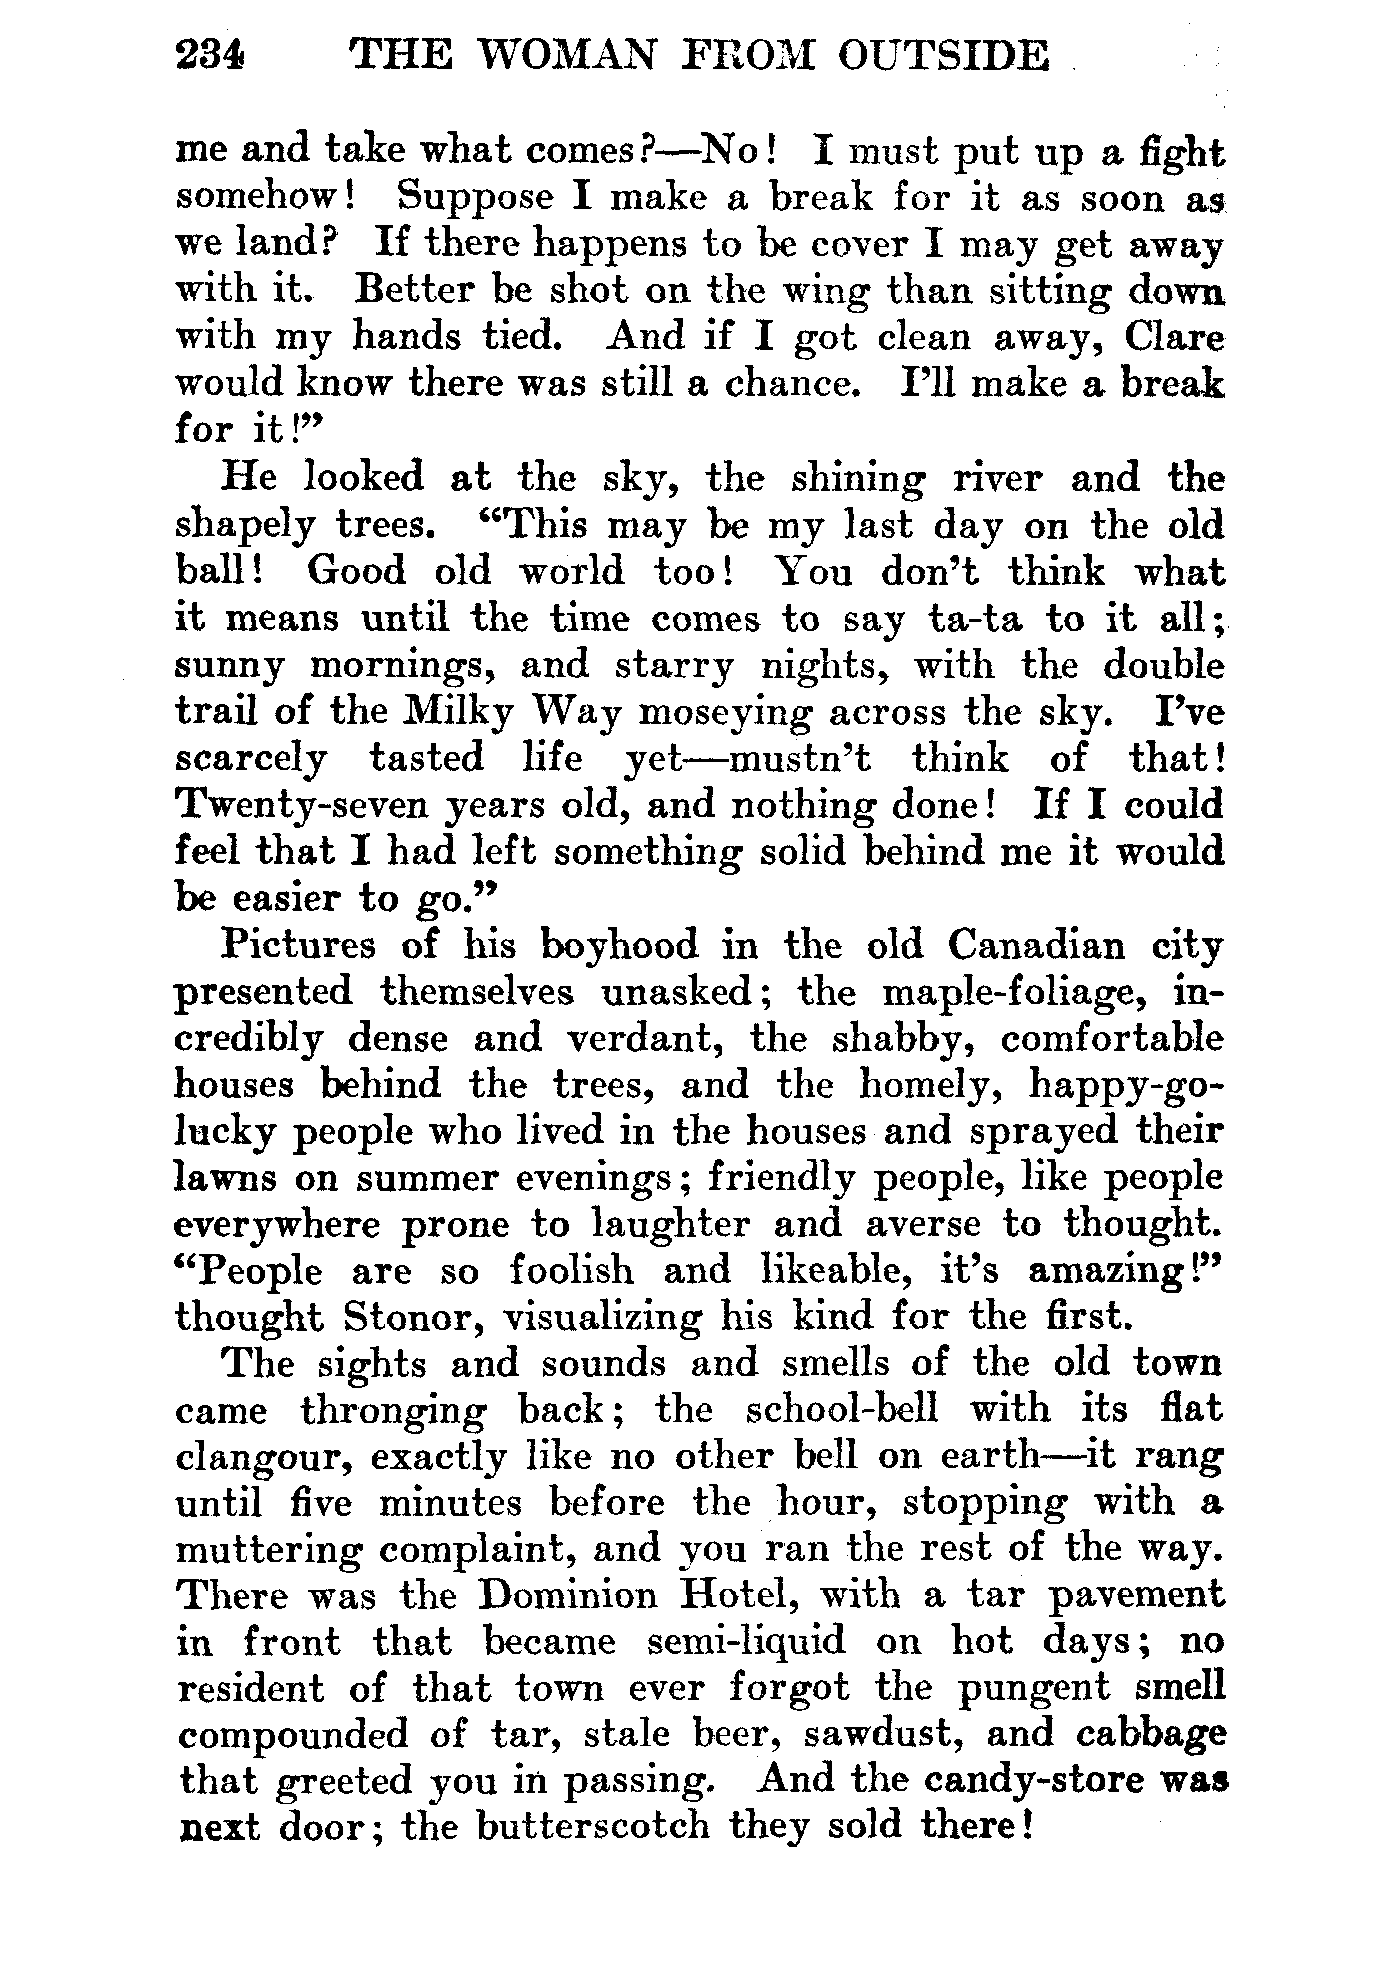 234 THE WOMAN FROM OUTSIDE
me and take what comes?—No! I must put up a fight
somehow! Suppose I make a break for it as soon as
we land? If there happens to be cover I may get away
with it. Better be shot on the wing than sitting down
with my hands tied. And if I got clean away, Clare
would know there was still a chance. I'll make a break
for it!”
He looked at the sky, the shining river and the
shapely trees. “This may be my last day on the old
ball! Good old world too! You don't think what
it means until the time comes to say ta-ta to it all;
sunny mornings, and starry nights, with the double
trail of the Milky Way moseying across the sky. I've
scarcely tasted life yet—mustn't think of that!
Twenty-seven years old, and nothing done! If I could
feel that I had left something solid behind me it would
be easier to go.”
Pictures of his boyhood in the old Canadian city
presented themselves unasked; the maple-foliage, in-
credibly dense and verdant, the shabby, comfortable
houses behind the trees, and the homely, happy-go-
lucky people who lived in the houses and sprayed their
lawns on summer evenings; friendly people, like people
everywhere prone to laughter and averse to thought.
“People are so foolish and likeable, it's amazing!”
thought Stonor, visualizing his kind for the first.
The sights and sounds and smells of the old town
came thronging back; the school-bell with its flat
clangour, exactly like no other bell on earth—it rang
until five minutes before the hour, stopping with a
muttering complaint, and you ran the rest of the way.
There was the Dominion Hotel, with a tar pavement
in front that became semi-liquid on hot days; no
resident of that town ever forgot the pungent smell
compounded of tar, stale beer, sawdust, and cabbage
that greeted you in passing. And the candy-store was
next door; the butterscotch they sold there!